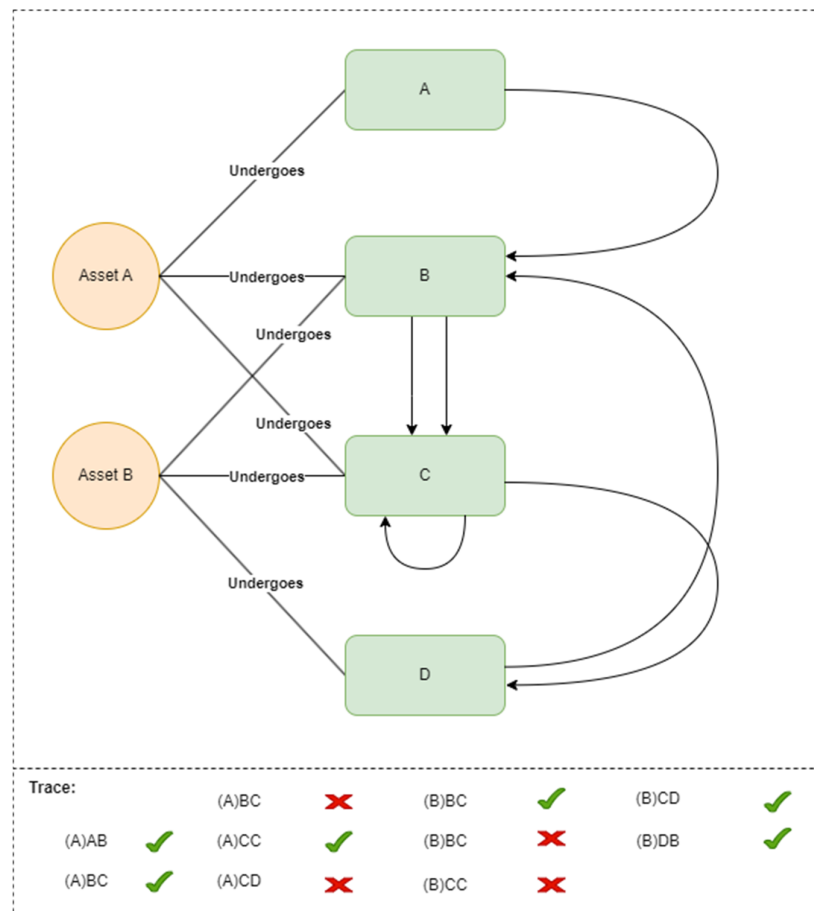 A
Undergoes
Asset A
Undergoes
B
Undergoes
Undergoes
Asset B
Undergoes
C
Undergoes
D
Trace:
(A)BC (B)BC (B)CD
(A)AB (A)CC (B)BC (B)DB
(A)BC (A)CD (B)CC